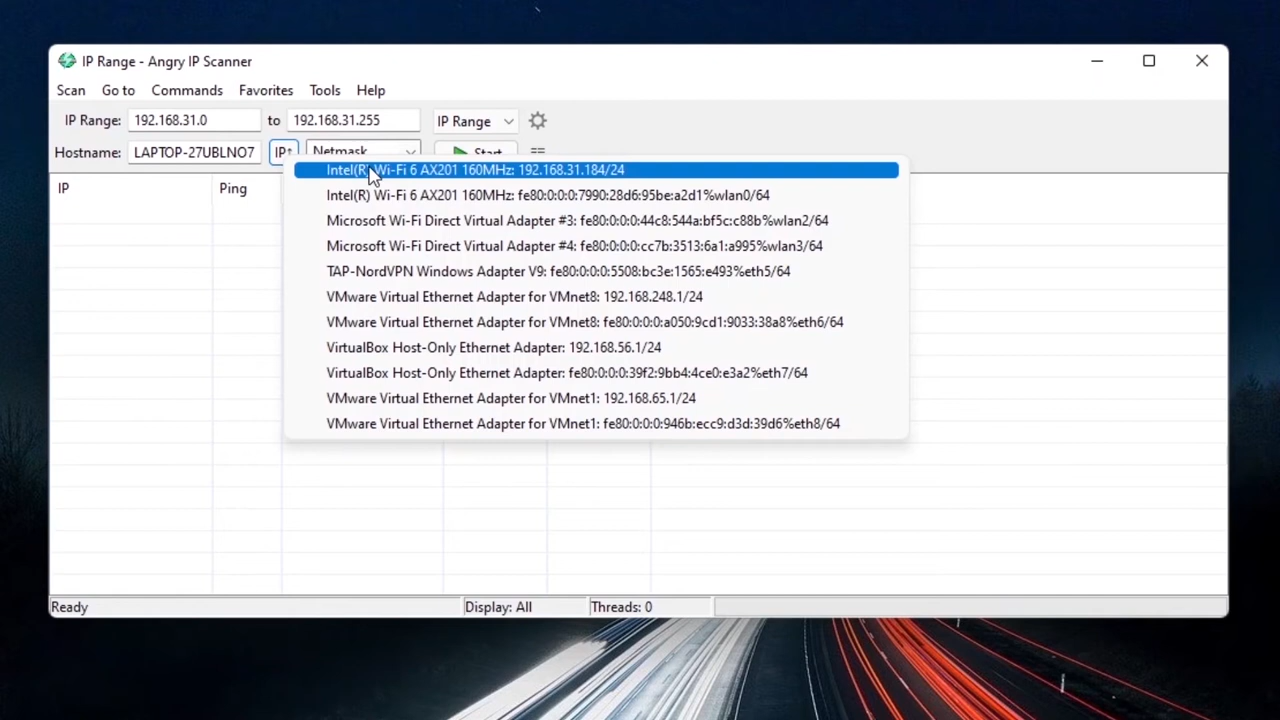 IP Range - Angry IP Scanner
Scan Go to Commands Favorites Tools Help
IP Range: 192.168.31.0 to 192.168.31.255 IP Range
Hostname: LAPTOP-27UBLNO7 IP↑ Netmask Start
IP Ping
Intel(R) Wi-Fi 6 AX201 160MHz: 192.168.31.184/24
Intel(R) Wi-Fi 6 AX201 160MHz: fe80:0:0:0:7990:28d6:95be:a2d1%wlan0/64
Microsoft Wi-Fi Direct Virtual Adapter #3: fe80:0:0:0:44c8:544a:bf5c:c88b%wlan2/64
Microsoft Wi-Fi Direct Virtual Adapter #4: fe80:0:0:0:cc7b:3513:6a1:a995%wlan3/64
TAP-NordVPN Windows Adapter V9: fe80:0:0:0:5508:bc3e:1565:e493%eth5/64
VMware Virtual Ethernet Adapter for VMnet8: 192.168.248.1/24
VMware Virtual Ethernet Adapter for VMnet8: fe80:0:0:0:a050:9cd1:9033:38a8%eth6/64
VirtualBox Host-Only Ethernet Adapter: 192.168.56.1/24
VirtualBox Host-Only Ethernet Adapter: fe80:0:0:0:39f2:9bb4:4ce0:e3a2%eth7/64
VMware Virtual Ethernet Adapter for VMnet1: 192.168.65.1/24
VMware Virtual Ethernet Adapter for VMnet1: fe80:0:0:0:946b:ecc9:d3d:39d6%eth8/64
Ready Display: All Threads: 0